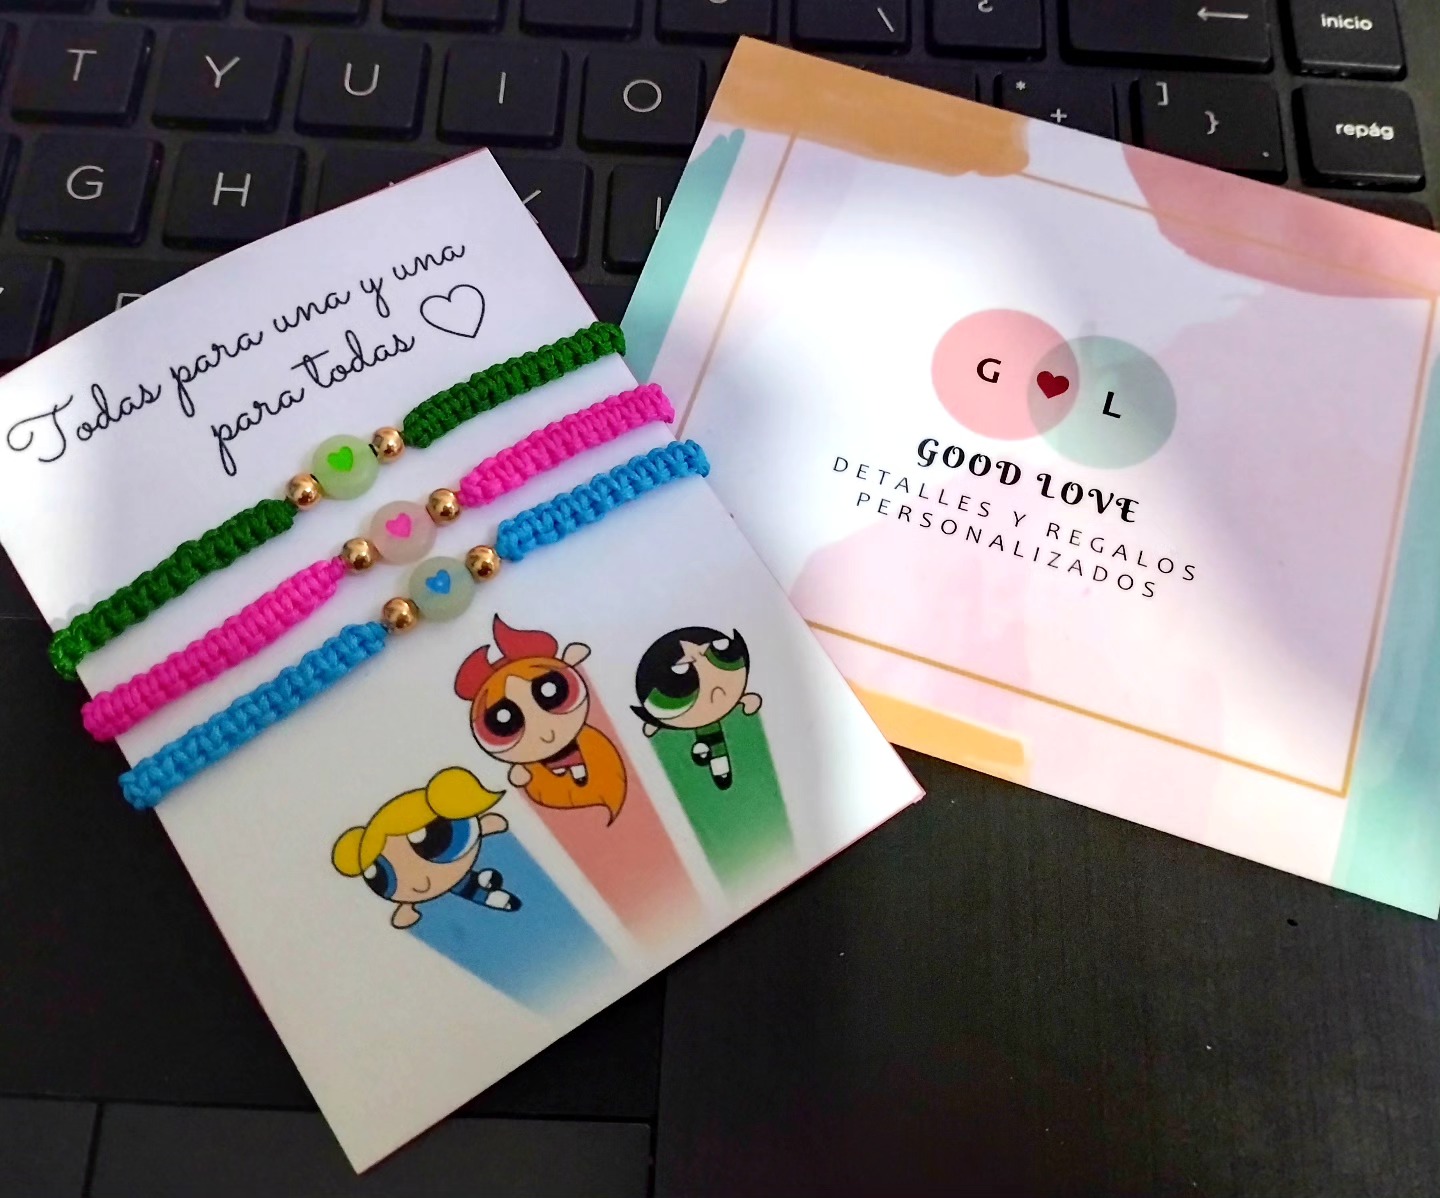 Todas para una y una
para todas
G L
GOOD LOVE
DETALLES Y REGALOS
PERSONALIZADOS
T Y U I O
G H
inicio
repág
* + ] }